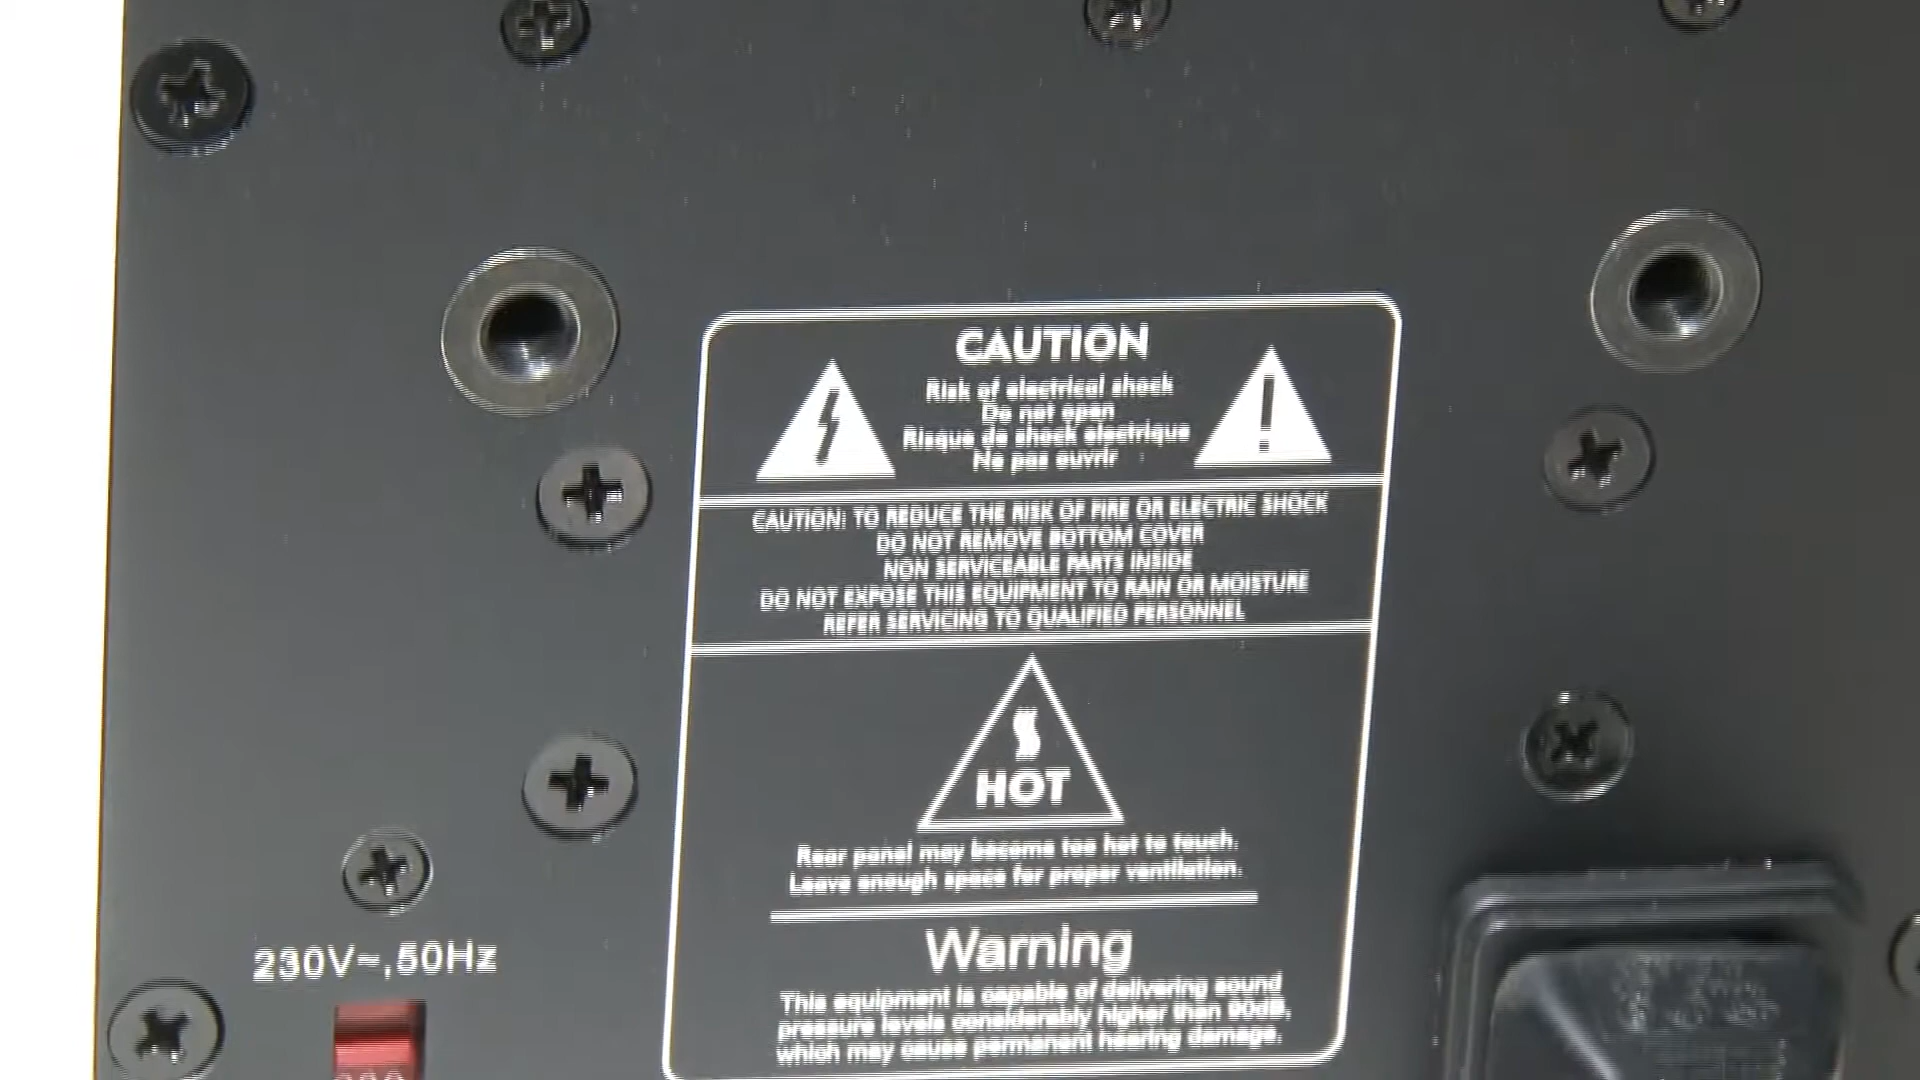 CAUTION
Risk of electrical shock
Do not open
Risque de shock electrique
Ne pas ouvrir
CAUTION: TO REDUCE THE RISK OF FIRE OR ELECTRIC SHOCK
DO NOT REMOVE BOTTOM COVER
NON SERVICEABLE PARTS INSIDE
DO NOT EXPOSE THIS EQUIPMENT TO RAIN OR MOISTURE
REFER SERVICING TO QUALIFIED PERSONNEL
HOT
Rear panel may become too hot to touch.
Leave enough space for proper ventilation.
Warning
This equipment is capable of delivering sound
pressure levels considerably higher than 90dB,
which may cause permanent hearing damage.
230V~,50Hz